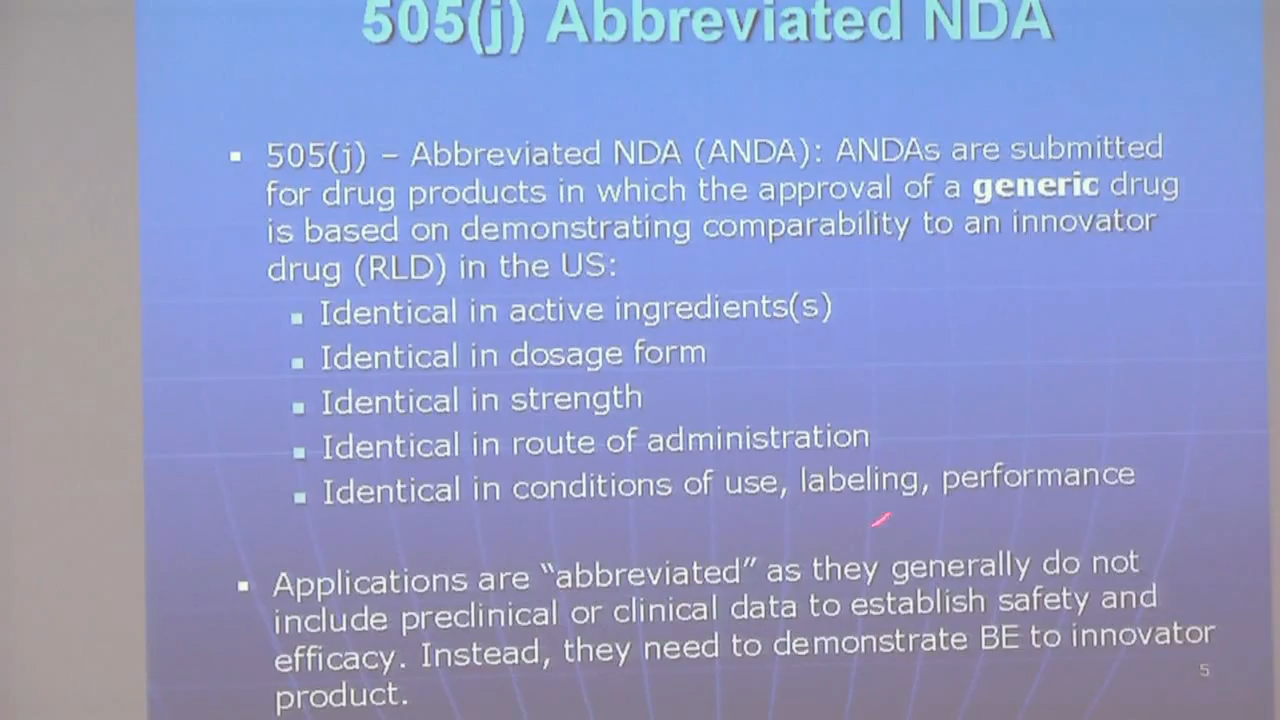 505(j) Abbreviated NDA
▪ 505(j) – Abbreviated NDA (ANDA): ANDAs are submitted
for drug products in which the approval of a generic drug
is based on demonstrating comparability to an innovator
drug (RLD) in the US:
▪ Identical in active ingredients(s)
▪ Identical in dosage form
▪ Identical in strength
▪ Identical in route of administration
▪ Identical in conditions of use, labeling, performance
▪ Applications are “abbreviated” as they generally do not
include preclinical or clinical data to establish safety and
efficacy. Instead, they need to demonstrate BE to innovator
product.
5